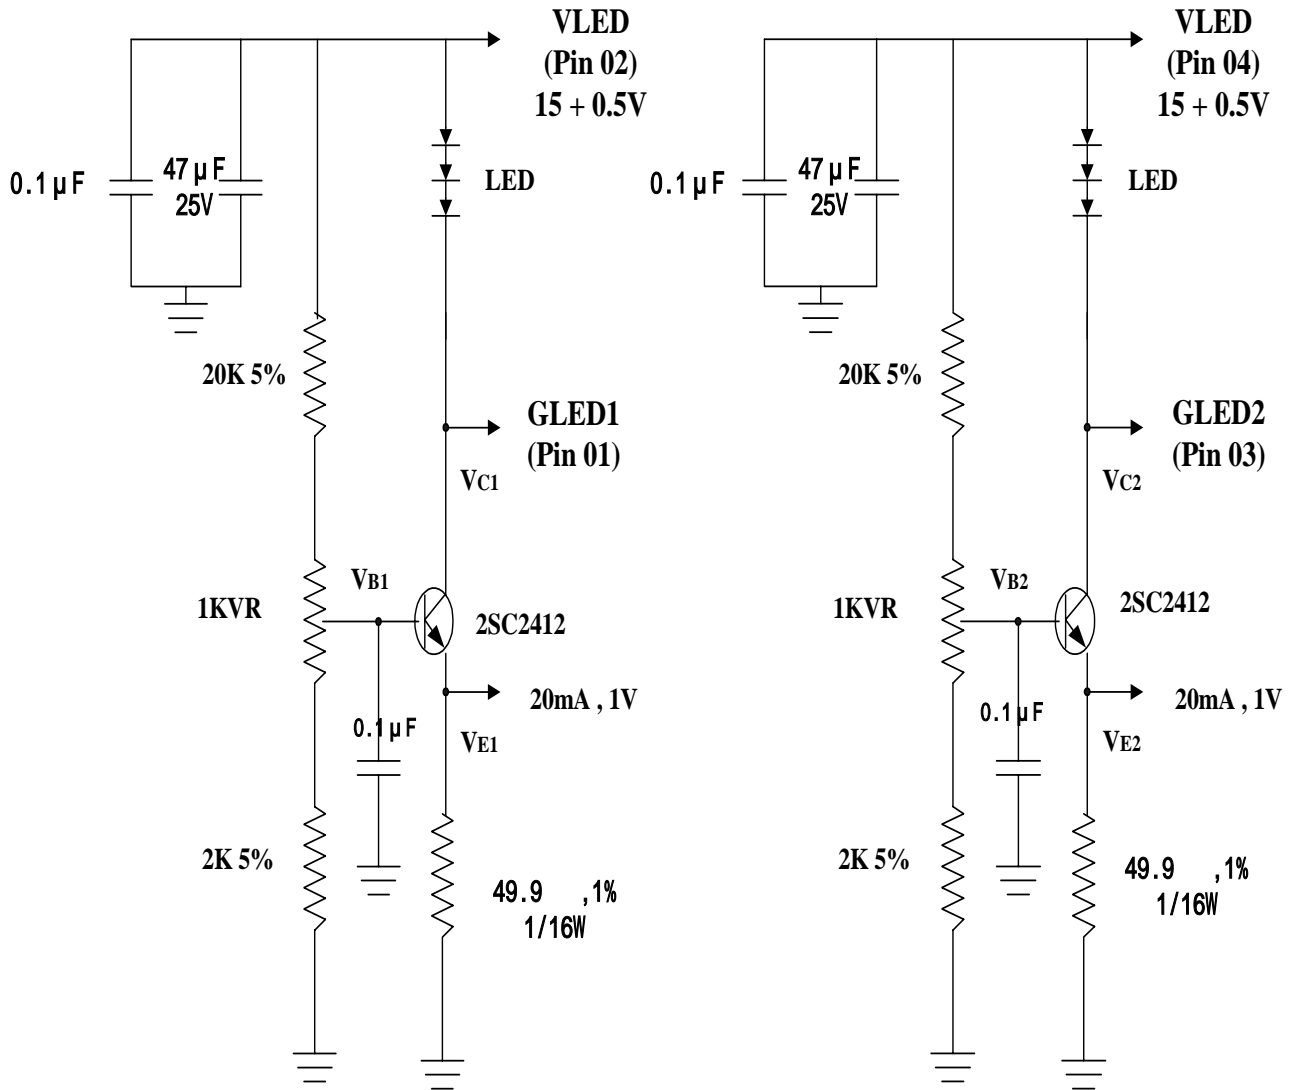 VLED
(Pin 02)
15 + 0.5V
0.1μF
47μF
25V
LED
20K 5%
GLED1
(Pin 01)
VC1
VB1
1KVR
2SC2412
20mA , 1V
0.1μF
VE1
2K 5%
49.9 ,1%
1/16W
VLED
(Pin 04)
15 + 0.5V
0.1μF
47μF
25V
LED
20K 5%
GLED2
(Pin 03)
VC2
VB2
1KVR
2SC2412
20mA , 1V
0.1μF
VE2
2K 5%
49.9 ,1%
1/16W